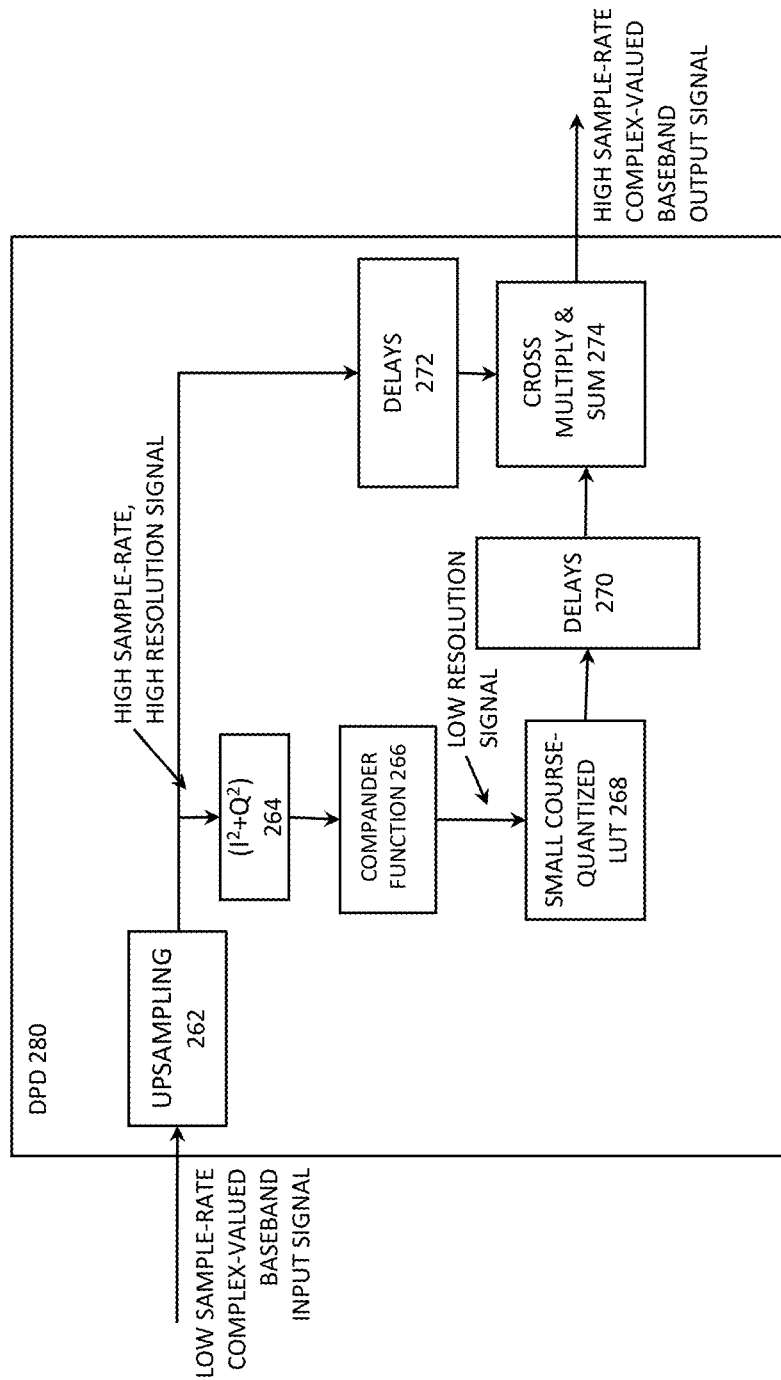 DPD 280
LOW SAMPLE-RATE
COMPLEX-VALUED
BASEBAND
INPUT SIGNAL
UPSAMPLING
262
HIGH SAMPLE-RATE,
HIGH RESOLUTION SIGNAL
(I²+Q²)
264
COMPANDER
FUNCTION 266
LOW RESOLUTION
SIGNAL
SMALL COURSE-
QUANTIZED
LUT 268
DELAYS
270
DELAYS
272
CROSS
MULTIPLY &
SUM 274
HIGH SAMPLE-RATE
COMPLEX-VALUED
BASEBAND
OUTPUT SIGNAL